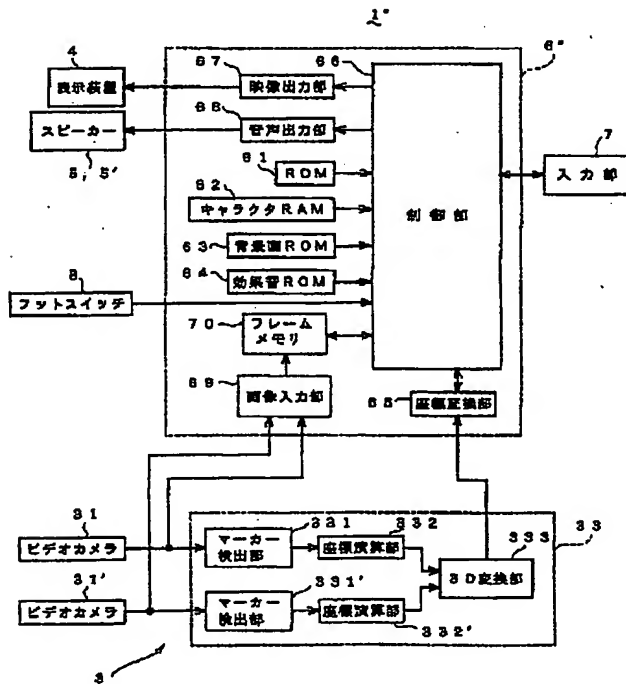 1"
4
67
66
6"
表示装置
映像出力部
68
スピーカー
音声出力部
5, 5'
61
7
ROM
入力部
62
制御部
キャラクタRAM
63
背景画ROM
8
64
効果音ROM
フットスイッチ
70
フレーム
メモリ
69
画像入力部
65
座標変換部
31
331
332
333
33
ビデオカメラ
マーカー
検出部
座標演算部
31'
331'
3D変換部
ビデオカメラ
マーカー
検出部
座標演算部
332'
3